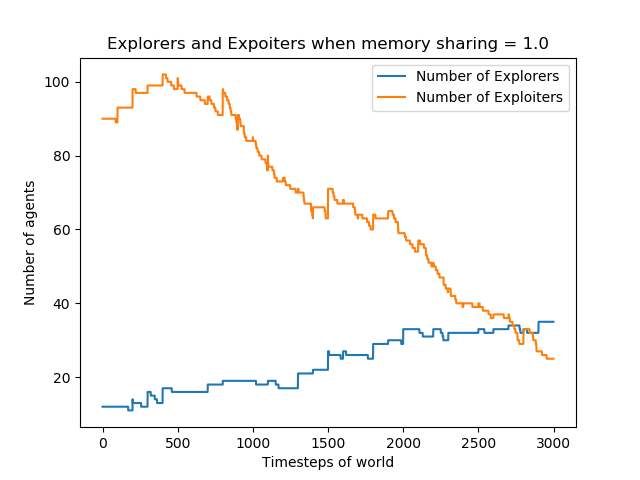 Explorers and Expoiters when memory sharing = 1.0
Number of Explorers
Number of Exploiters
Number of agents
100
80
60
40
20
0 500 1000 1500 2000 2500 3000
Timesteps of world